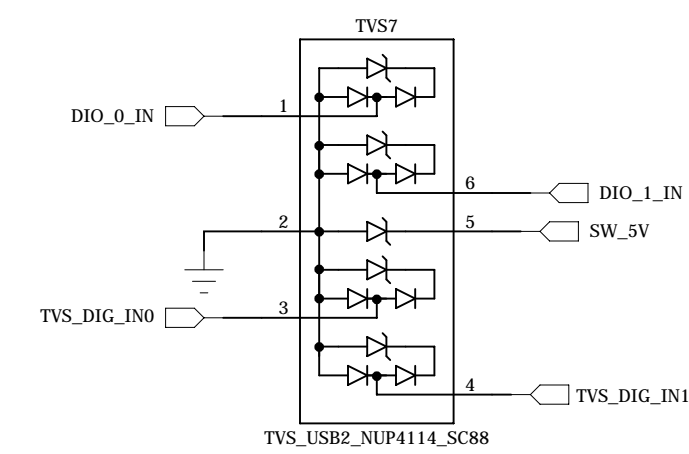 TVS7
DIO_0_IN
1
6
DIO_1_IN
2
5
SW_5V
TVS_DIG_IN0
3
4
TVS_DIG_IN1
TVS_USB2_NUP4114_SC88